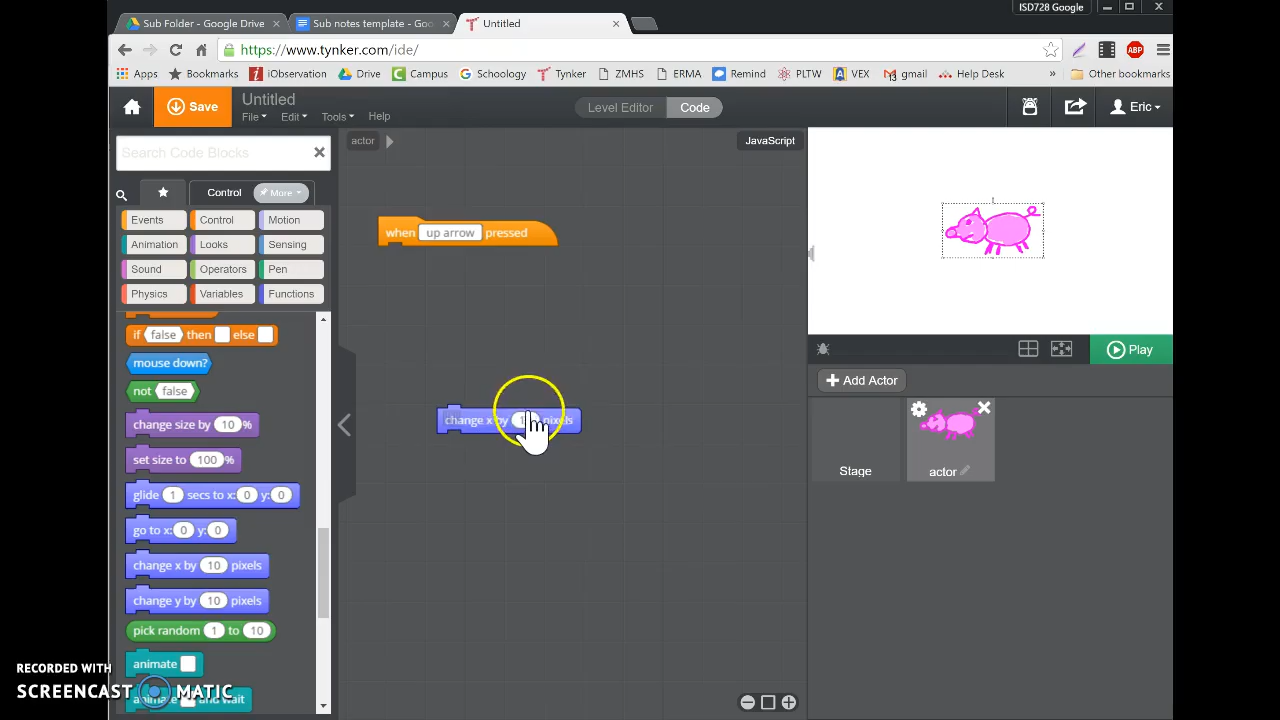 ISD728 Google
Sub Folder - Google Drive
Sub notes template - Goo
Untitled
https://www.tynker.com/ide/
Apps Bookmarks iObservation Drive Campus Schoology Tynker ZMHS ERMA Remind PLTW VEX gmail Help Desk » Other bookmarks
ABP
Save
Untitled
File Edit Tools Help
Level Editor Code
Eric
Search Code Blocks
actor
JavaScript
Control More
Events Control Motion
Animation Looks Sensing
Sound Operators Pen
Physics Variables Functions
when up arrow pressed
if false then else
mouse down?
not false
change size by 10 %
set size to 100 %
glide 1 secs to x: 0 y: 0
go to x: 0 y: 0
change x by 10 pixels
change y by 10 pixels
pick random 1 to 10
animate
animate and wait
change x by pixels
Play
Add Actor
Stage
actor
RECORDED WITH
SCREENCAST MATIC